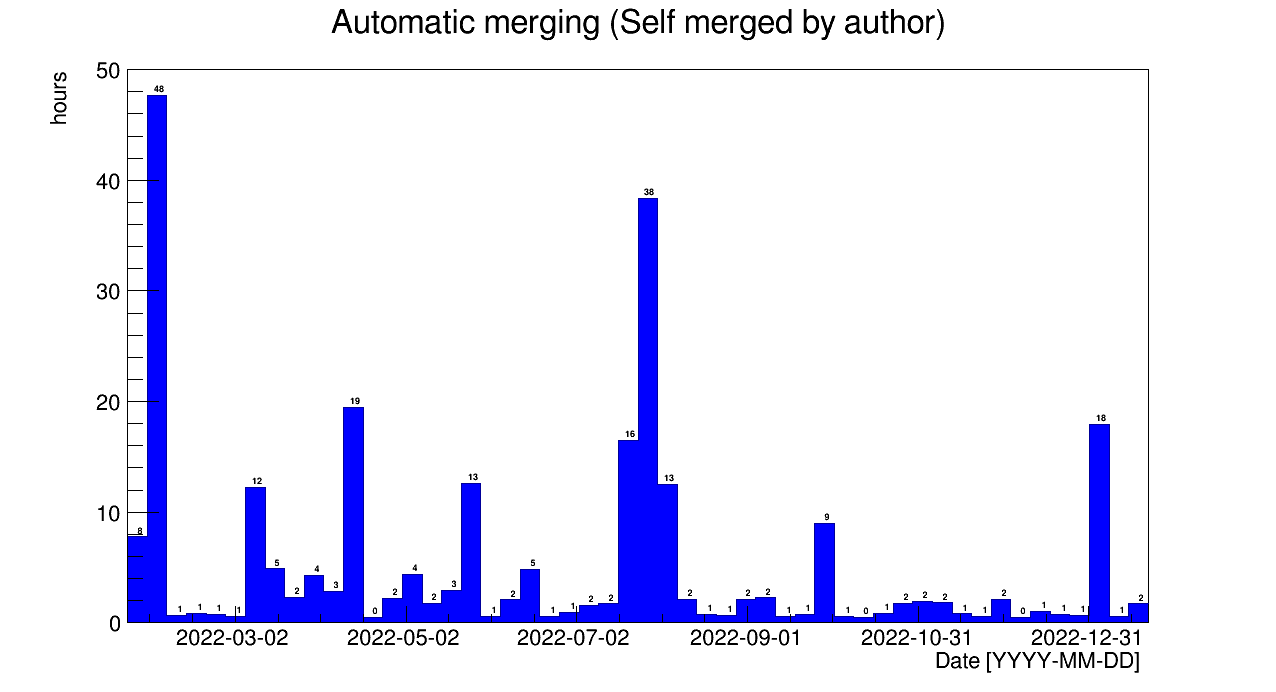 Automatic merging (Self merged by author)
hours
50
40
30
20
10
0
8 48 1 1 1 1 12 5 2 4 3 19 0 2 4 2 3 13 1 2 5 1 1 2 2 16 38 13 2 1 1 2 2 1 1 9 1 0 1 2 2 2 1 1 2 0 1 1 1 18 1 2
2022-03-02 2022-05-02 2022-07-02 2022-09-01 2022-10-31 2022-12-31
Date [YYYY-MM-DD]